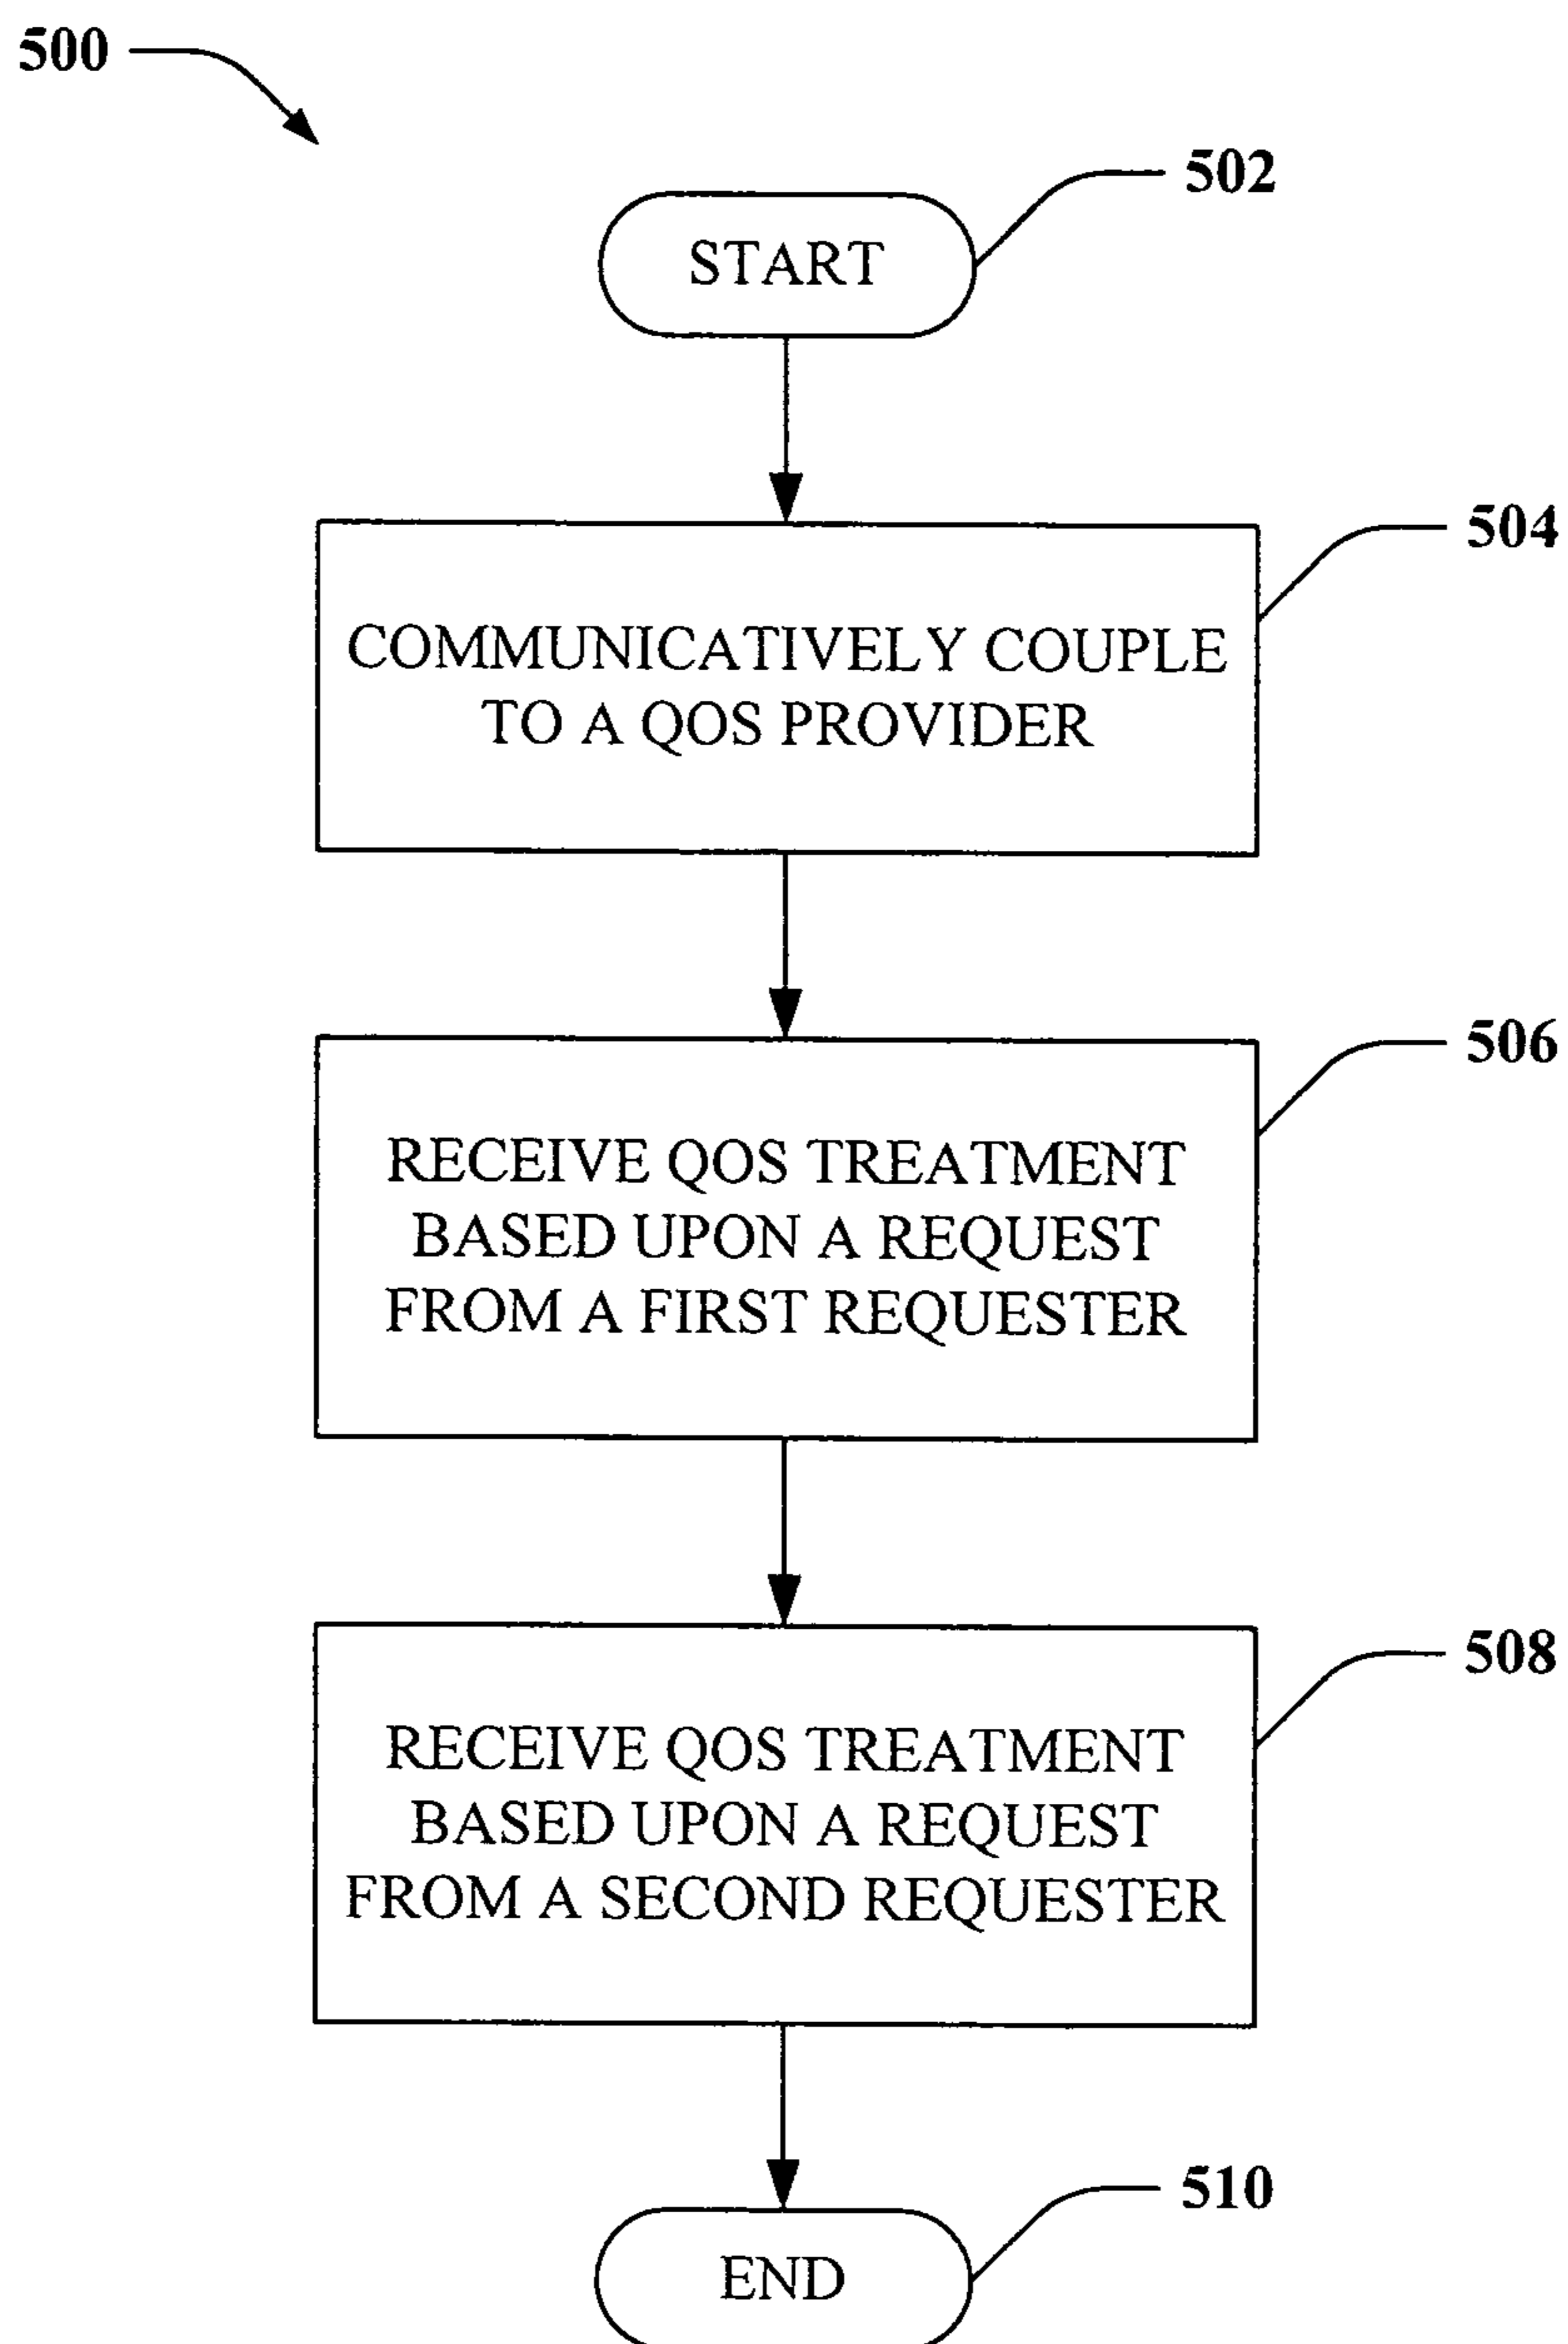 500
502
START
504
COMMUNICATIVELY COUPLE
TO A QOS PROVIDER
506
RECEIVE QOS TREATMENT
BASED UPON A REQUEST
FROM A FIRST REQUESTER
508
RECEIVE QOS TREATMENT
BASED UPON A REQUEST
FROM A SECOND REQUESTER
510
END